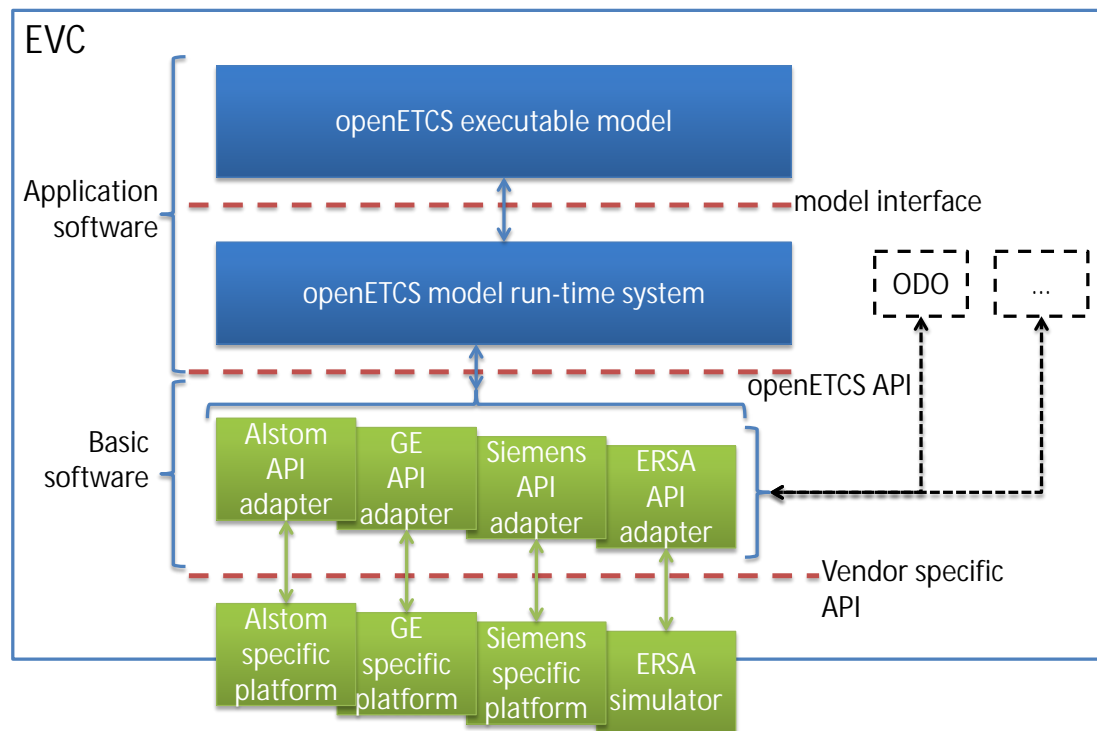 EVC
openETCS executable model
Application
software
model interface
openETCS model run-time system
ODO
...
openETCS API
Basic
software
Alstom
API
adapter
GE
API
adapter
Siemens
API
adapter
ERSA
API
adapter
Vendor specific
API
Alstom
specific
platform
GE
specific
platform
Siemens
specific
platform
ERSA
simulator